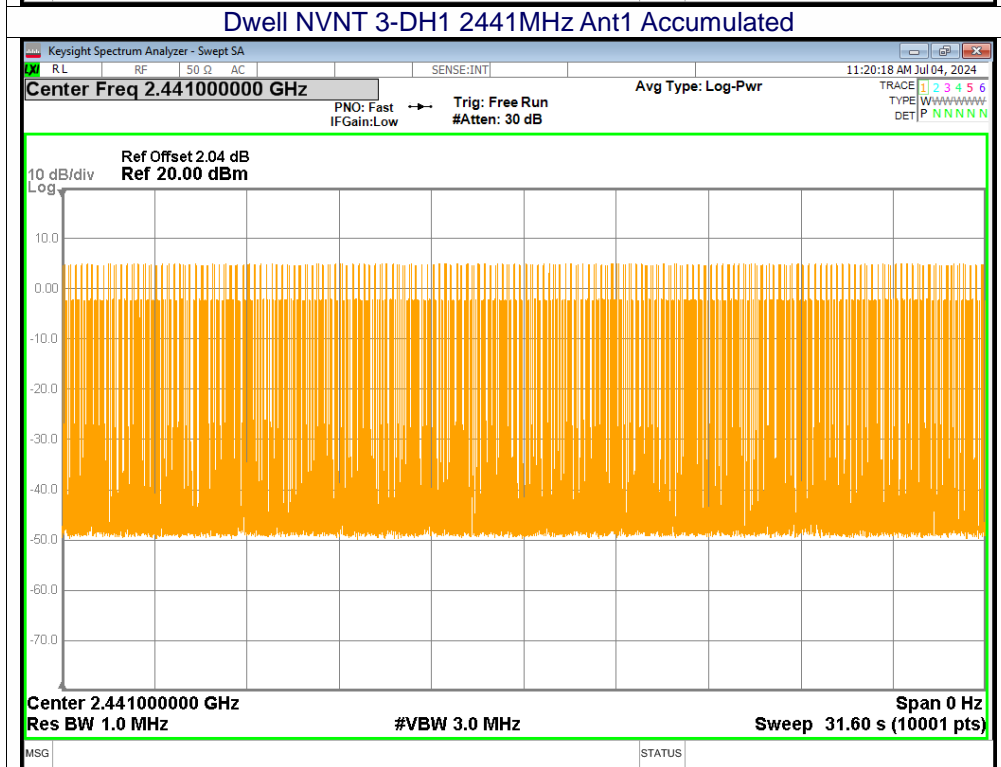 Dwell NVNT 3-DH1 2441MHz Ant1 Accumulated
Keysight Spectrum Analyzer - Swept SA
LXI RL RF 50 Ω AC SENSE:INT 11:20:18 AM Jul 04, 2024
Center Freq 2.441000000 GHz Avg Type: Log-Pwr TRACE 1 2 3 4 5 6
PNO: Fast Trig: Free Run TYPE WWWWWW
IFGain:Low #Atten: 30 dB DET P N N N N N
Ref Offset 2.04 dB
10 dB/div Ref 20.00 dBm
Log
10.0
0.00
-10.0
-20.0
-30.0
-40.0
-50.0
-60.0
-70.0
Center 2.441000000 GHz Span 0 Hz
Res BW 1.0 MHz #VBW 3.0 MHz Sweep 31.60 s (10001 pts)
MSG STATUS